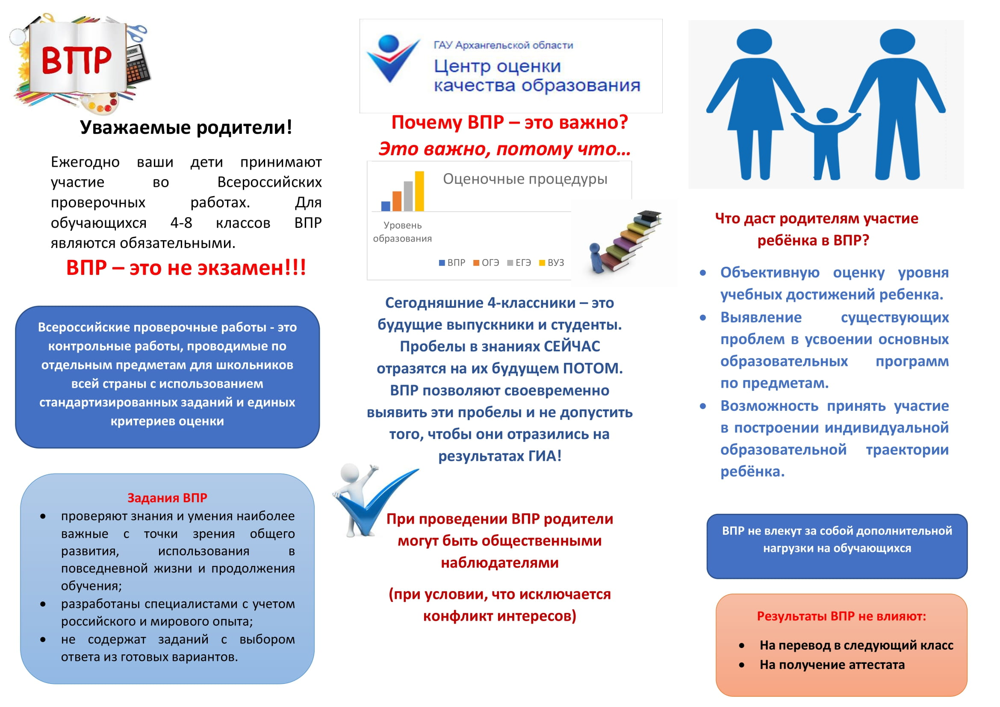 ВПР
Уважаемые родители!
Ежегодно ваши дети принимают
участие во Всероссийских
проверочных работах. Для
обучающихся 4-8 классов ВПР
являются обязательными.
ВПР – это не экзамен!!!
Всероссийские проверочные работы - это
контрольные работы, проводимые по
отдельным предметам для школьников
всей страны с использованием
стандартизированных заданий и единых
критериев оценки
Задания ВПР
• проверяют знания и умения наиболее
важные с точки зрения общего
развития, использования в
повседневной жизни и продолжения
обучения;
• разработаны специалистами с учетом
российского и мирового опыта;
• не содержат заданий с выбором
ответа из готовых вариантов.
ГАУ Архангельской области
Центр оценки
качества образования
Почему ВПР – это важно?
Это важно, потому что...
Оценочные процедуры
Уровень
образования
ВПР ОГЭ ЕГЭ ВУЗ
Сегодняшние 4-классники – это
будущие выпускники и студенты.
Пробелы в знаниях СЕЙЧАС
отразятся на их будущем ПОТОМ.
ВПР позволяют своевременно
выявить эти пробелы и не допустить
того, чтобы они отразились на
результатах ГИА!
При проведении ВПР родители
могут быть общественными
наблюдателями
(при условии, что исключается
конфликт интересов)
Что даст родителям участие
ребёнка в ВПР?
• Объективную оценку уровня
учебных достижений ребенка.
• Выявление существующих
проблем в усвоении основных
образовательных программ
по предметам.
• Возможность принять участие
в построении индивидуальной
образовательной траектории
ребёнка.
ВПР не влекут за собой дополнительной
нагрузки на обучающихся
Результаты ВПР не влияют:
• На перевод в следующий класс
• На получение аттестата